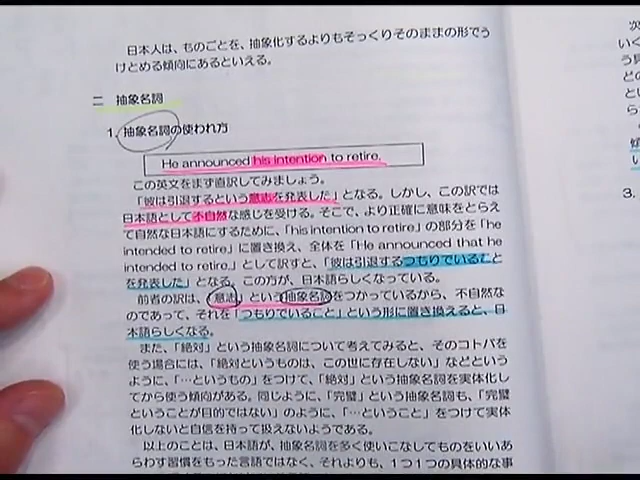 日本人は、ものごとを、抽象化するよりもそっくりそのままの形でう
けとめる傾向にあるといえる。
二 抽象名詞
1. 抽象名詞の使われ方
He announced his intention to retire.
この英文をまず直訳してみましょう。
「彼は引退するという意志を発表した」となる。しかし、この訳では
日本語として不自然な感じを受ける。そこで、より正確に意味をとらえ
て自然な日本語にするために、「his intention to retire」の部分を「he
intended to retire」に置き換え、全体を「He announced that he
intended to retire.」として訳すと、「彼は引退するつもりでいること
を発表した」となる。この方が、日本語らしくなっている。
前者の訳は、「意志」という抽象名詞をつかっているから、不自然な
のであって、それを「つもりでいること」という形に置き換えると、日
本語らしくなる。
また、「絶対」という抽象名詞について考えてみると、そのコトバを
使う場合には、「絶対というものは、この世に存在しない」などという
ように、「…というもの」をつけて、「絶対」という抽象名詞を実体化し
てから使う傾向がある。同じように、「完璧」という抽象名詞も、「完璧
ということが目的ではない」のように、「…ということ」をつけて実体
化しないと自信を持って扱えないようである。
以上のことは、日本語が、抽象名詞を多く使いこなしてものをいいあ
らわす習慣をもった言語ではなく、それよりも、1つ1つの具体的な事
3.